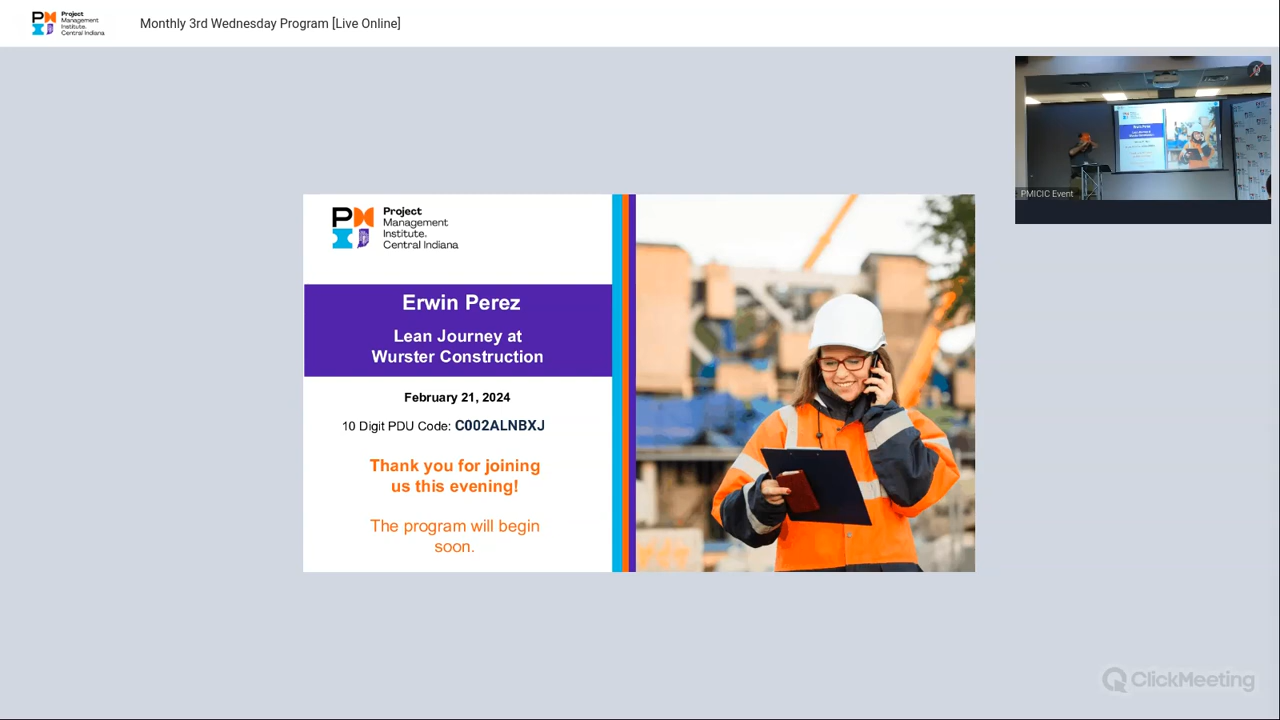 Project
Management
Institute.
Central Indiana
Monthly 3rd Wednesday Program [Live Online]
PMICIC Event
Project
Management
Institute.
Central Indiana
Erwin Perez
Lean Journey at
Wurster Construction
February 21, 2024
10 Digit PDU Code: C002ALNBXJ
Thank you for joining
us this evening!
The program will begin
soon.
ClickMeeting